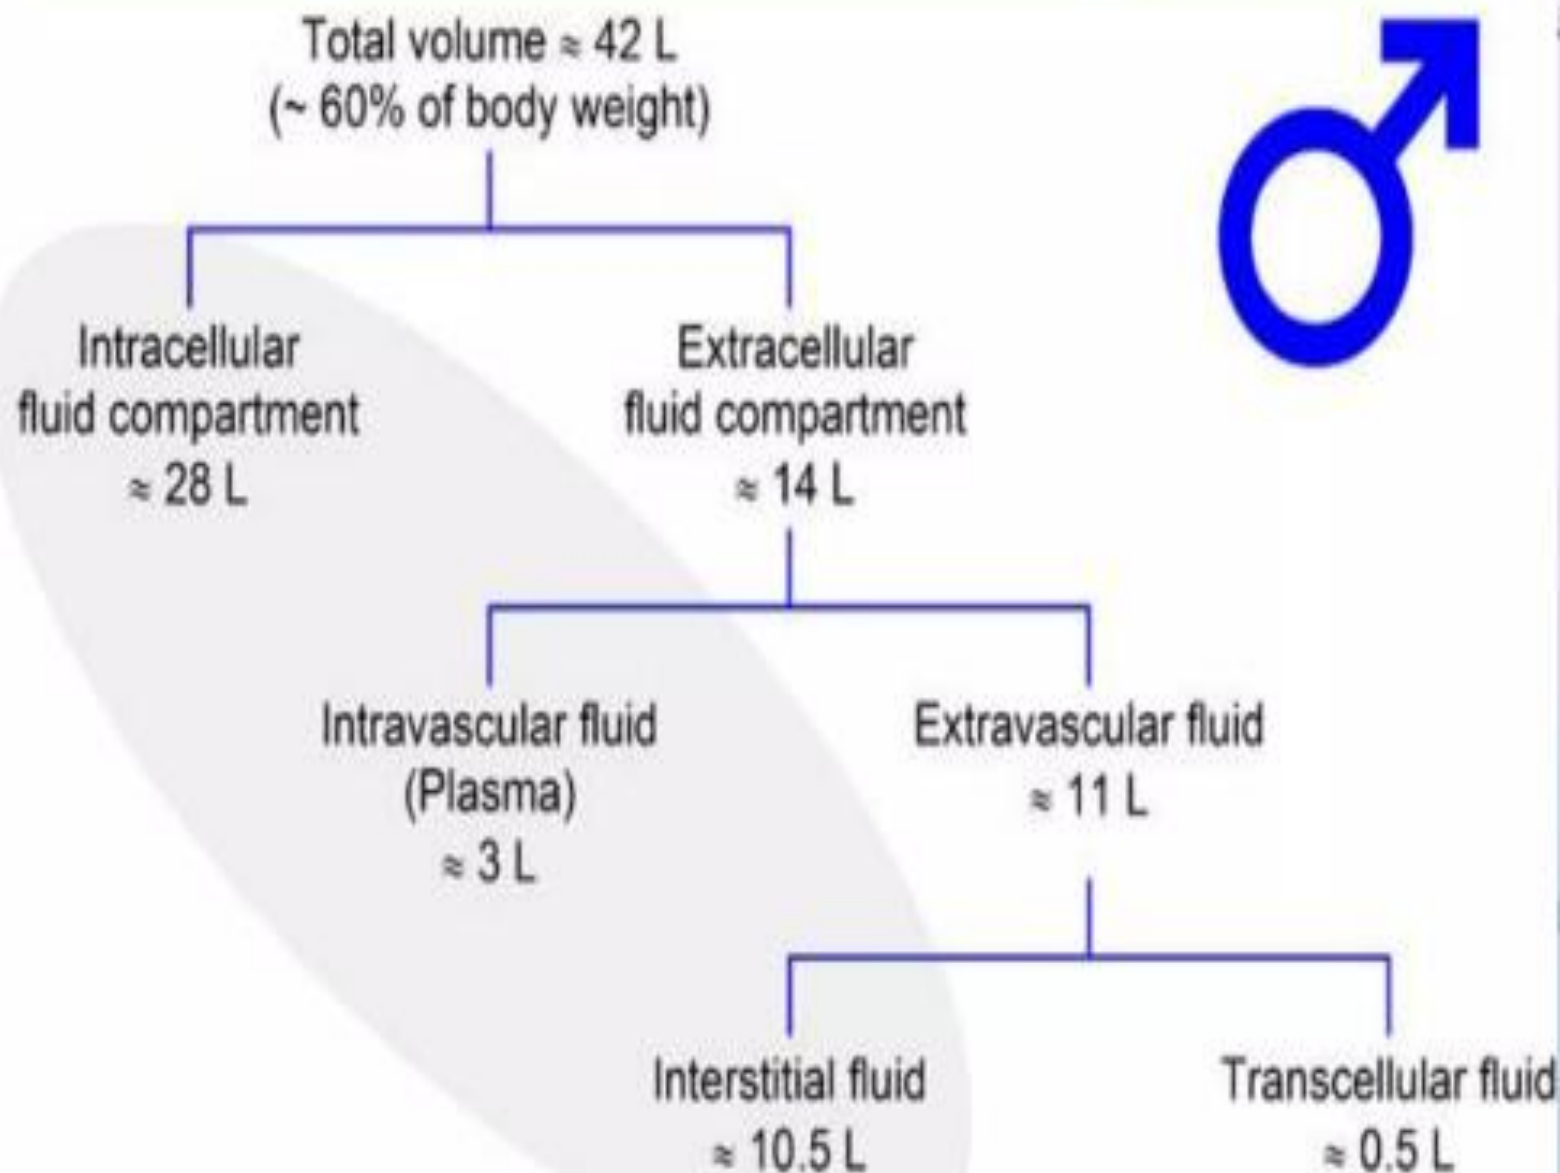 Total volume ≈ 42 L
(~ 60% of body weight)
Intracellular
fluid compartment
≈ 28 L
Extracellular
fluid compartment
≈ 14 L
Intravascular fluid
(Plasma)
≈ 3 L
Extravascular fluid
≈ 11 L
Interstitial fluid
≈ 10.5 L
Transcellular fluid
≈ 0.5 L